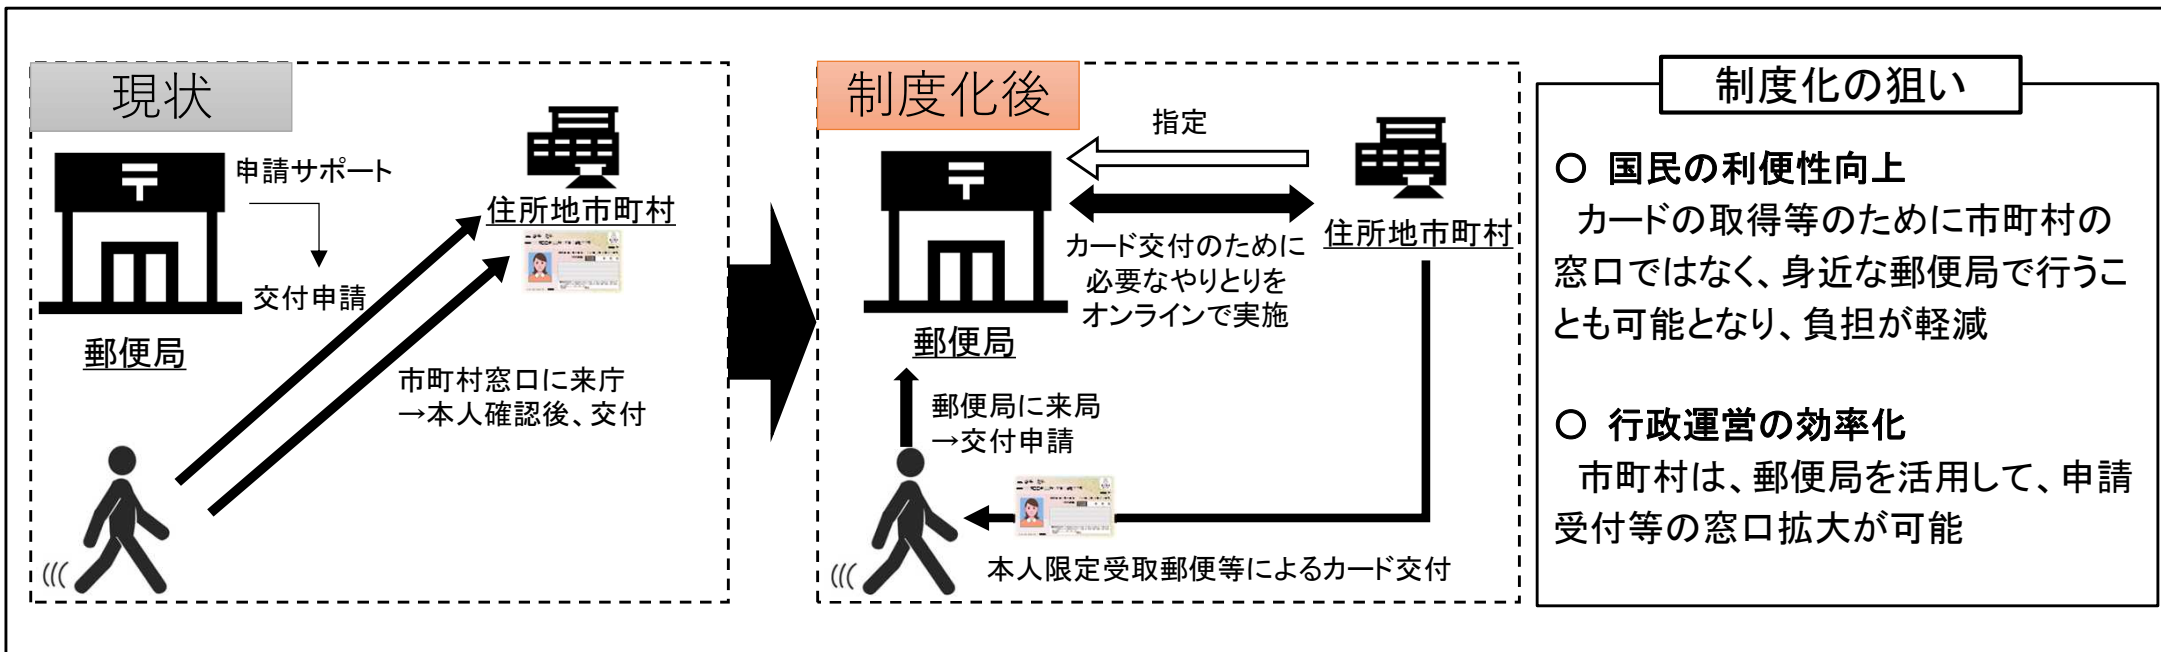 現状
申請サポート
交付申請
郵便局
住所地市町村
市町村窓口に来庁
→本人確認後、交付
制度化後
指定
カード交付のために
必要なやりとりを
オンラインで実施
住所地市町村
郵便局
郵便局に来局
→交付申請
本人限定受取郵便等によるカード交付
制度化の狙い
○ 国民の利便性向上
カードの取得等のために市町村の
窓口ではなく、身近な郵便局で行うこ
とも可能となり、負担が軽減
○ 行政運営の効率化
市町村は、郵便局を活用して、申請
受付等の窓口拡大が可能